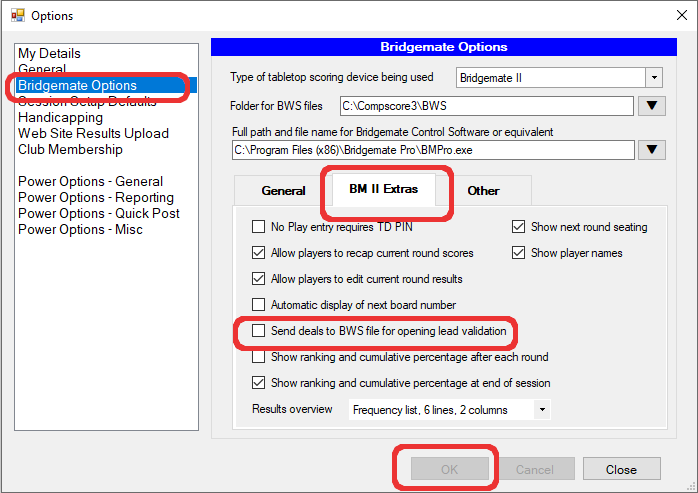 Options
My Details
General
Bridgemate Options
Session Setup Defaults
Handicapping
Web Site Results Upload
Club Membership
Power Options - General
Power Options - Reporting
Power Options - Quick Post
Power Options - Misc
Bridgemate Options
Type of tabletop scoring device being used Bridgemate II
Folder for BWS files C:\Compscore3\BWS
Full path and file name for Bridgemate Control Software or equivalent
C:\Program Files (x86)\Bridgemate Pro\BMPro.exe
General BM II Extras Other
No Play entry requires TD PIN Show next round seating
Allow players to recap current round scores Show player names
Allow players to edit current round results
Automatic display of next board number
Send deals to BWS file for opening lead validation
Show ranking and cumulative percentage after each round
Show ranking and cumulative percentage at end of session
Results overview Frequency list, 6 lines, 2 columns
OK Cancel Close